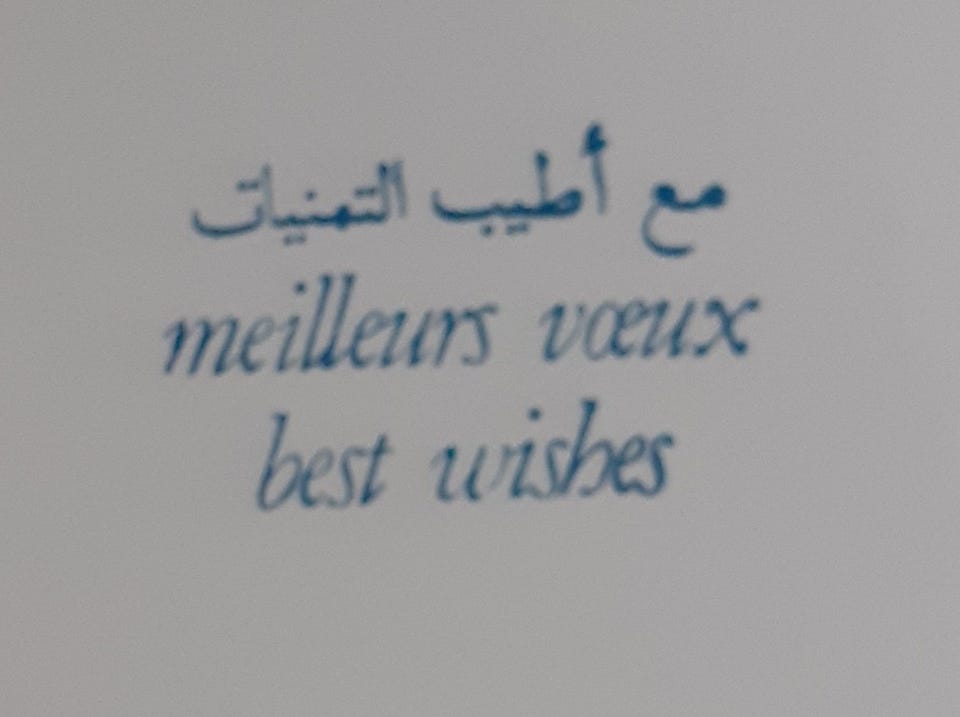 مع أطيب التمنيات
meilleurs vœux
best wishes